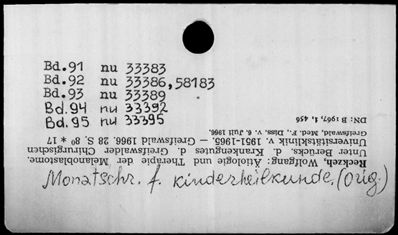 Bd.91 nu 33383
Bd.92 nu 33386,58183
Bd.93 nu 33389
Bd.94 nu 33392
Bd.95 nu 33395
Monatschr. f. Kinderheilkunde. (Orig.)
Reckzeh, Wolfgang: Ätiologie und Therapie der Melanoblastome.
Unter Berücks. d. Krankengutes d. Greifswalder Chirurgischen
Universitätsklinik v. 1951-1965. — Greifswald 1966. 28 S. 8° * 17
Greifswald, Med. F., Diss. v. 6. Juli 1966
DN: B 1967, 1, 456